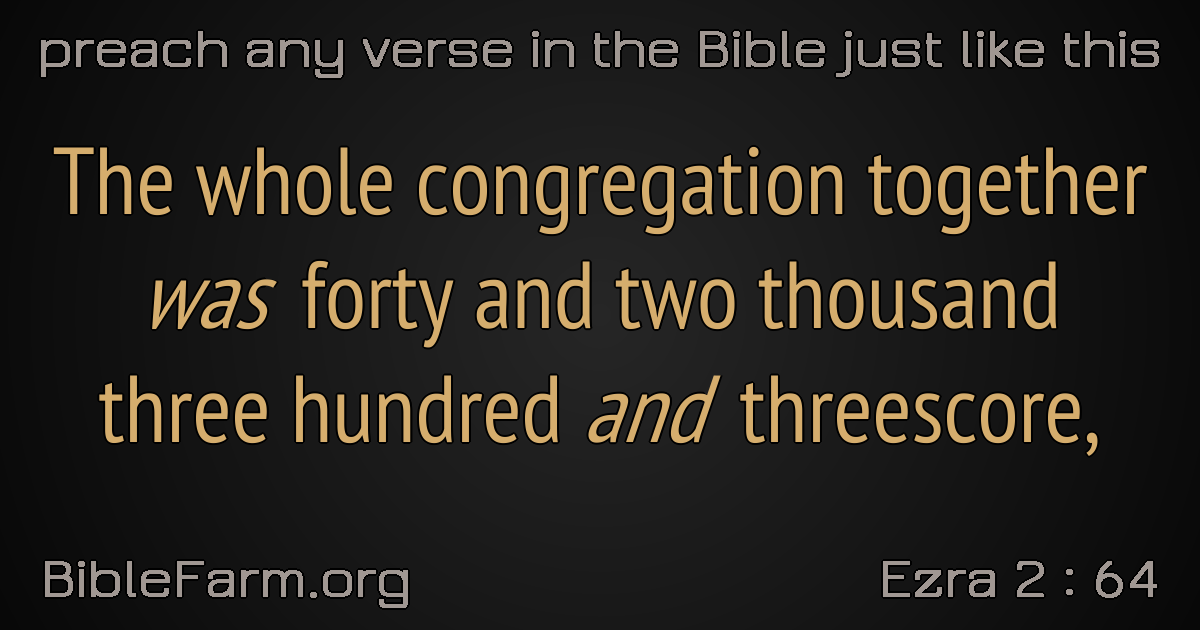 preach any verse in the Bible just like this
The whole congregation together
was forty and two thousand
three hundred and threescore,
BibleFarm.org
Ezra 2 : 64